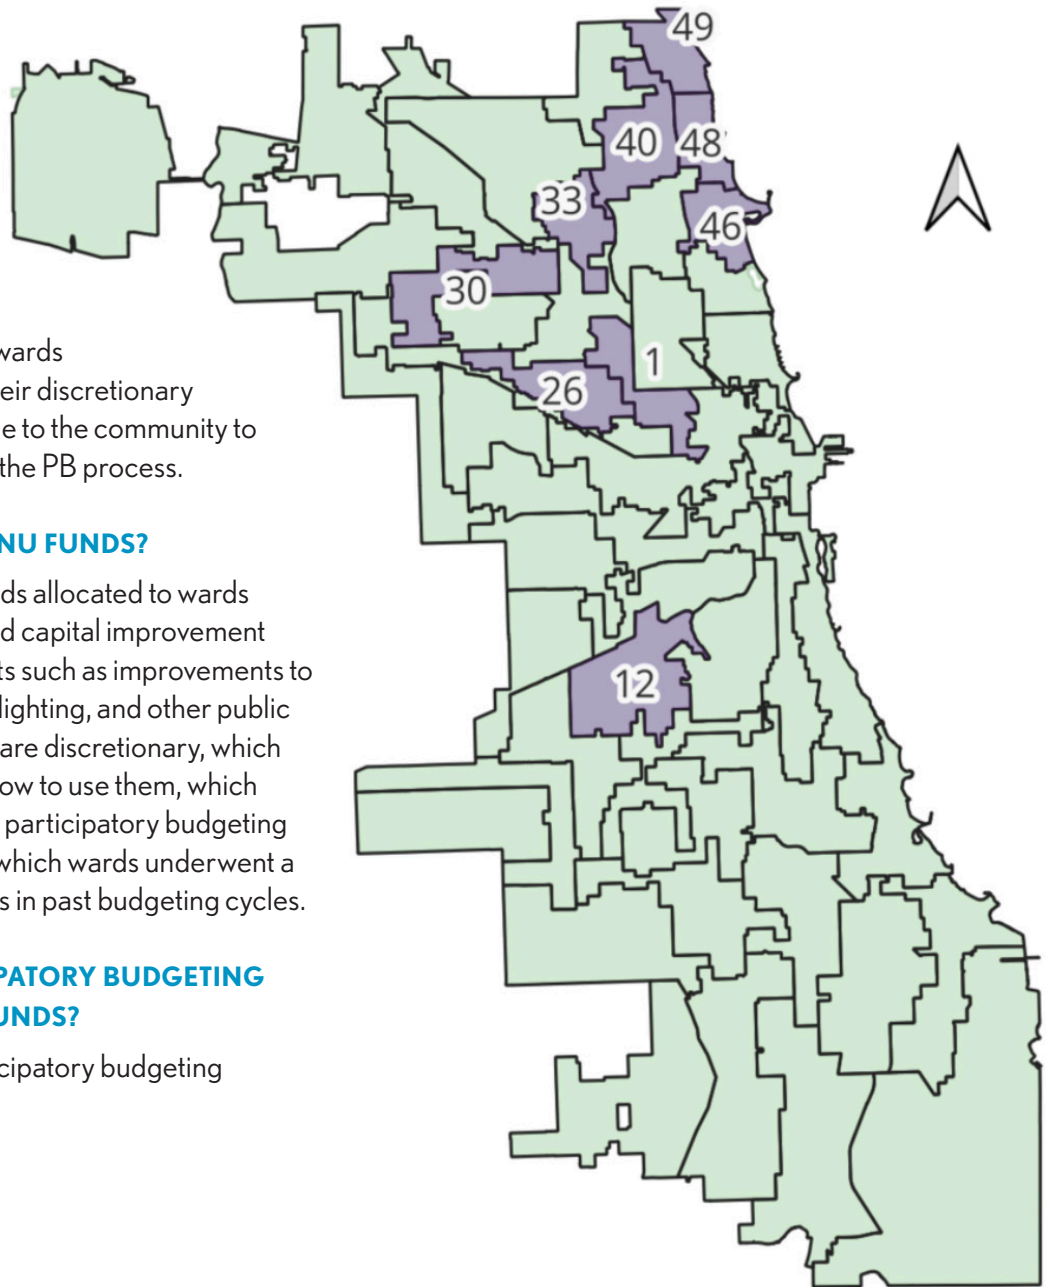 49
40 48
33
46
30
1
26
12
wards
eir discretionary
e to the community to
the PB process.
NU FUNDS?
ds allocated to wards
d capital improvement
ts such as improvements to
lighting, and other public
are discretionary, which
ow to use them, which
participatory budgeting
which wards underwent a
s in past budgeting cycles.
PATORY BUDGETING
UNDS?
cipatory budgeting